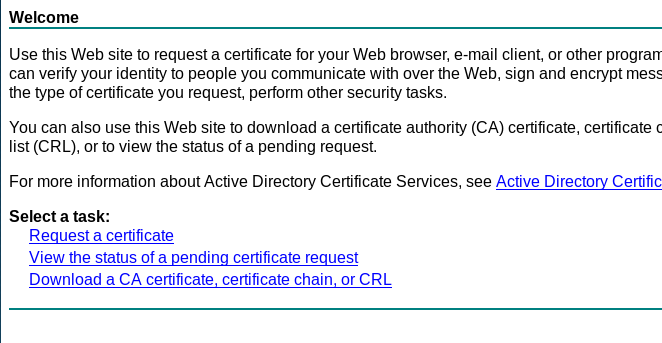 Welcome
Use this Web site to request a certificate for your Web browser, e-mail client, or other program
can verify your identity to people you communicate with over the Web, sign and encrypt mess
the type of certificate you request, perform other security tasks.
You can also use this Web site to download a certificate authority (CA) certificate, certificate c
list (CRL), or to view the status of a pending request.
For more information about Active Directory Certificate Services, see Active Directory Certific
Select a task:
Request a certificate
View the status of a pending certificate request
Download a CA certificate, certificate chain, or CRL